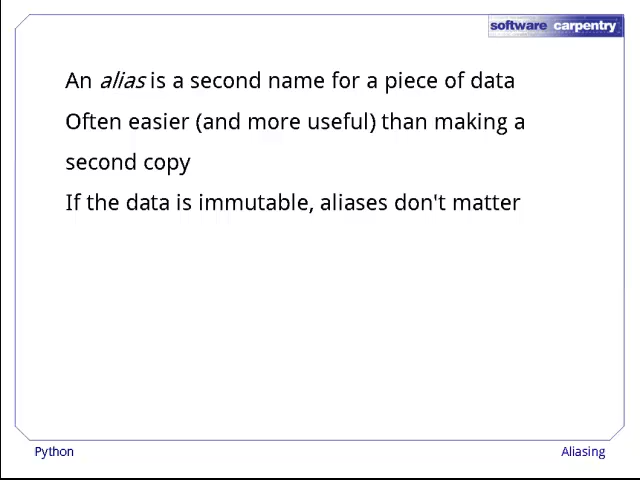 software carpentry
An alias is a second name for a piece of data
Often easier (and more useful) than making a
second copy
If the data is immutable, aliases don't matter
Python
Aliasing